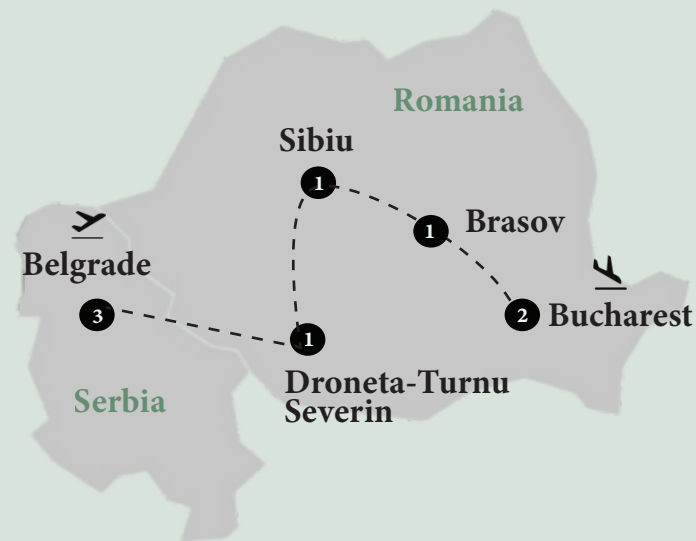 Romania
Sibiu
1
Brasov
1
Belgrade
3
Bucharest
2
1
Droneta-Turnu
Severin
Serbia